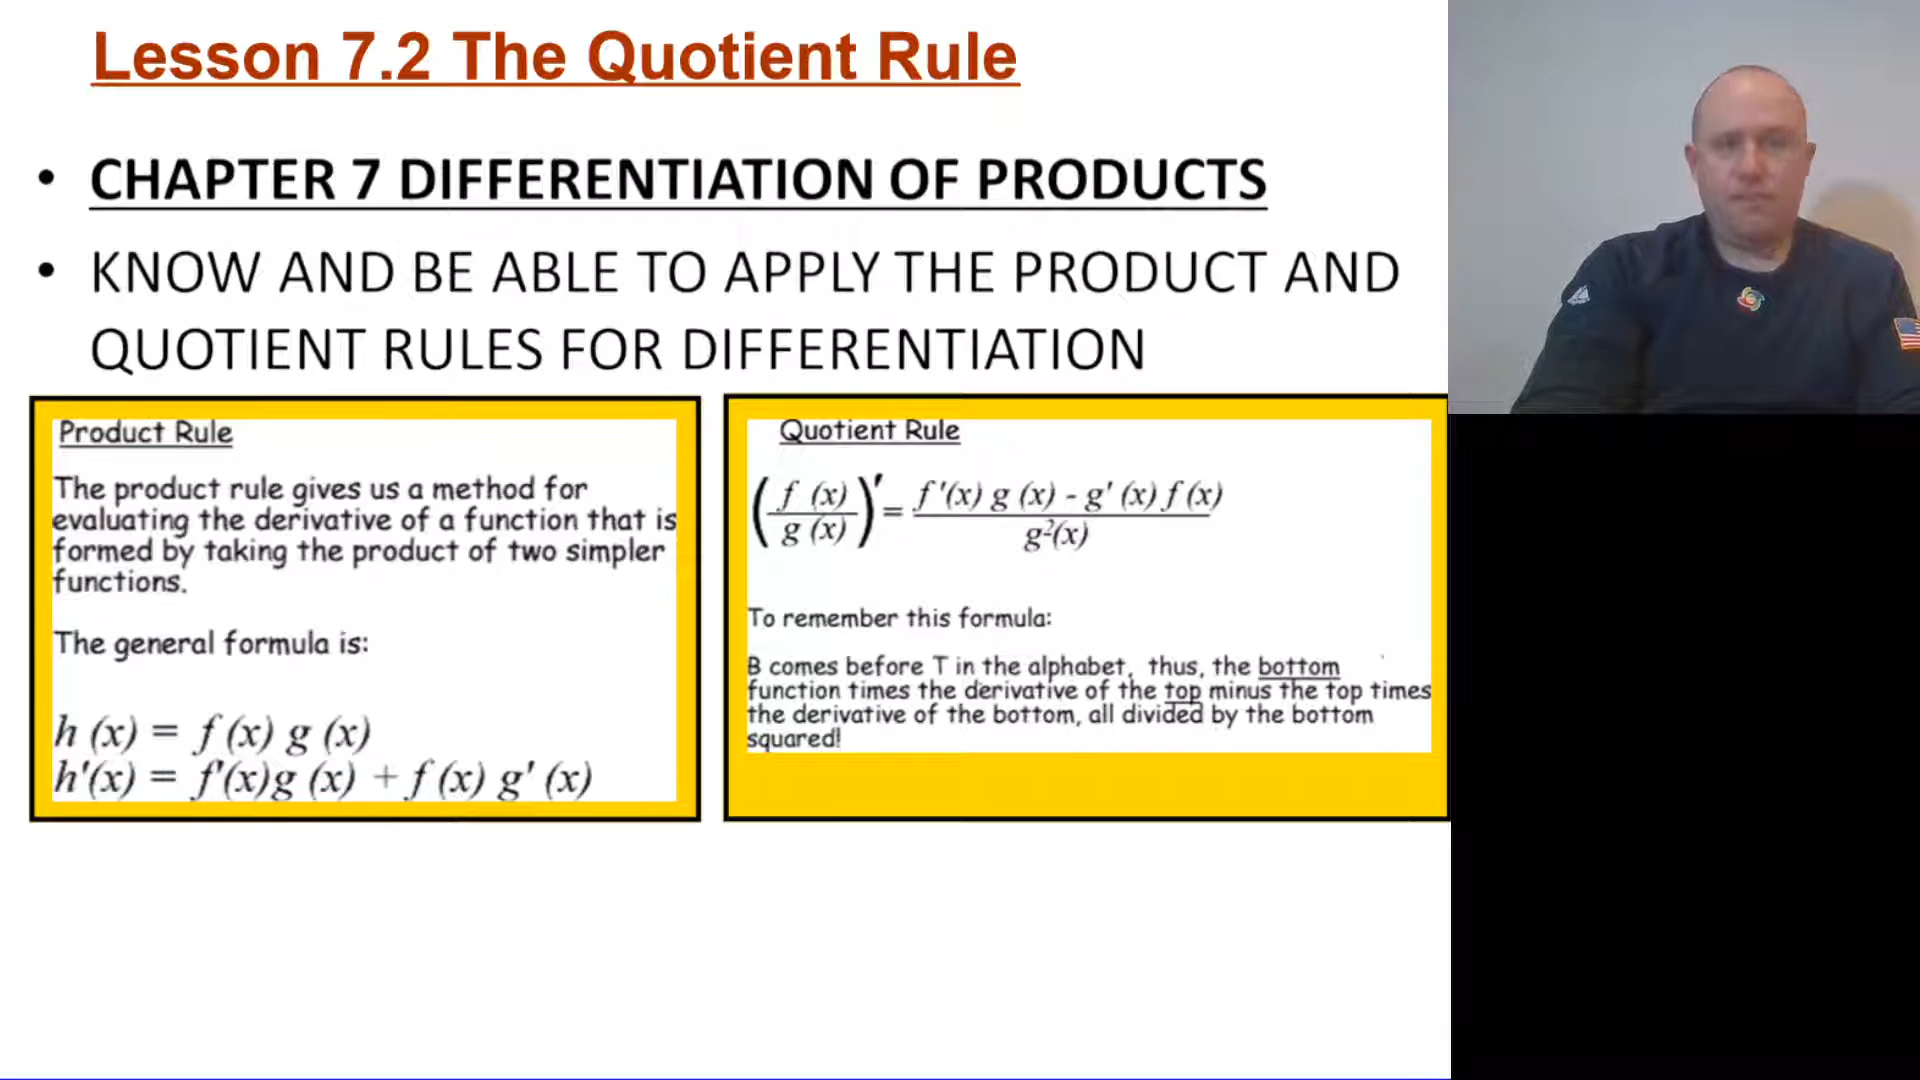 Lesson 7.2 The Quotient Rule
• CHAPTER 7 DIFFERENTIATION OF PRODUCTS
• KNOW AND BE ABLE TO APPLY THE PRODUCT AND
QUOTIENT RULES FOR DIFFERENTIATION
Product Rule
The product rule gives us a method for
evaluating the derivative of a function that is
formed by taking the product of two simpler
functions.
The general formula is:
h (x) = f (x) g (x)
h'(x) = f'(x)g (x) + f (x) g' (x)
Quotient Rule
(f (x) / g (x))' = f'(x) g (x) - g' (x) f (x) / g²(x)
To remember this formula:
B comes before T in the alphabet, thus, the bottom
function times the derivative of the top minus the top times
the derivative of the bottom, all divided by the bottom
squared!